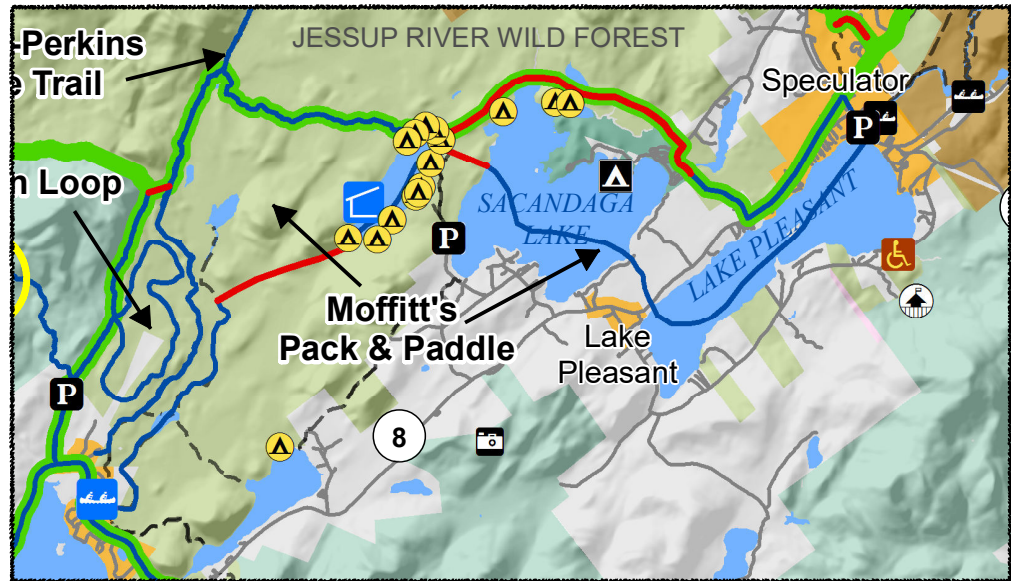 JESSUP RIVER WILD FOREST
-Perkins
Trail
Speculator
P
Loop
SACANDAGA
LAKE
P
LAKE PLEASANT
Moffitt's
Pack & Paddle
Lake
Pleasant
P
8